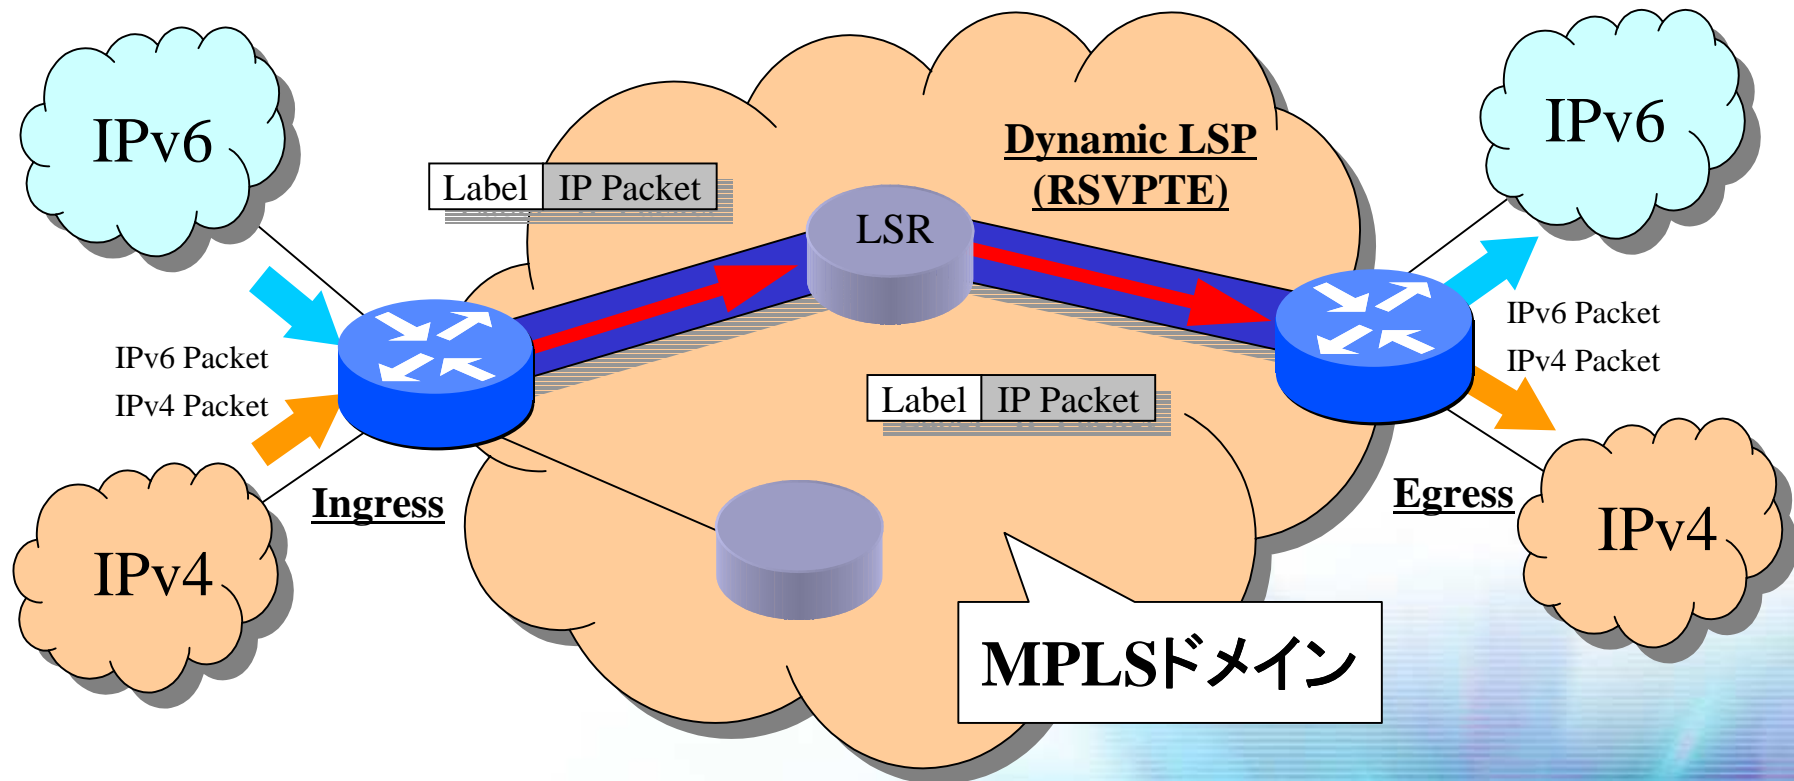 IPv6
IPv6
Dynamic LSP
(RSVPTE)
Label IP Packet
LSR
IPv6 Packet
IPv4 Packet
IPv6 Packet
IPv4 Packet
Label IP Packet
Ingress
Egress
IPv4
IPv4
MPLSドメイン